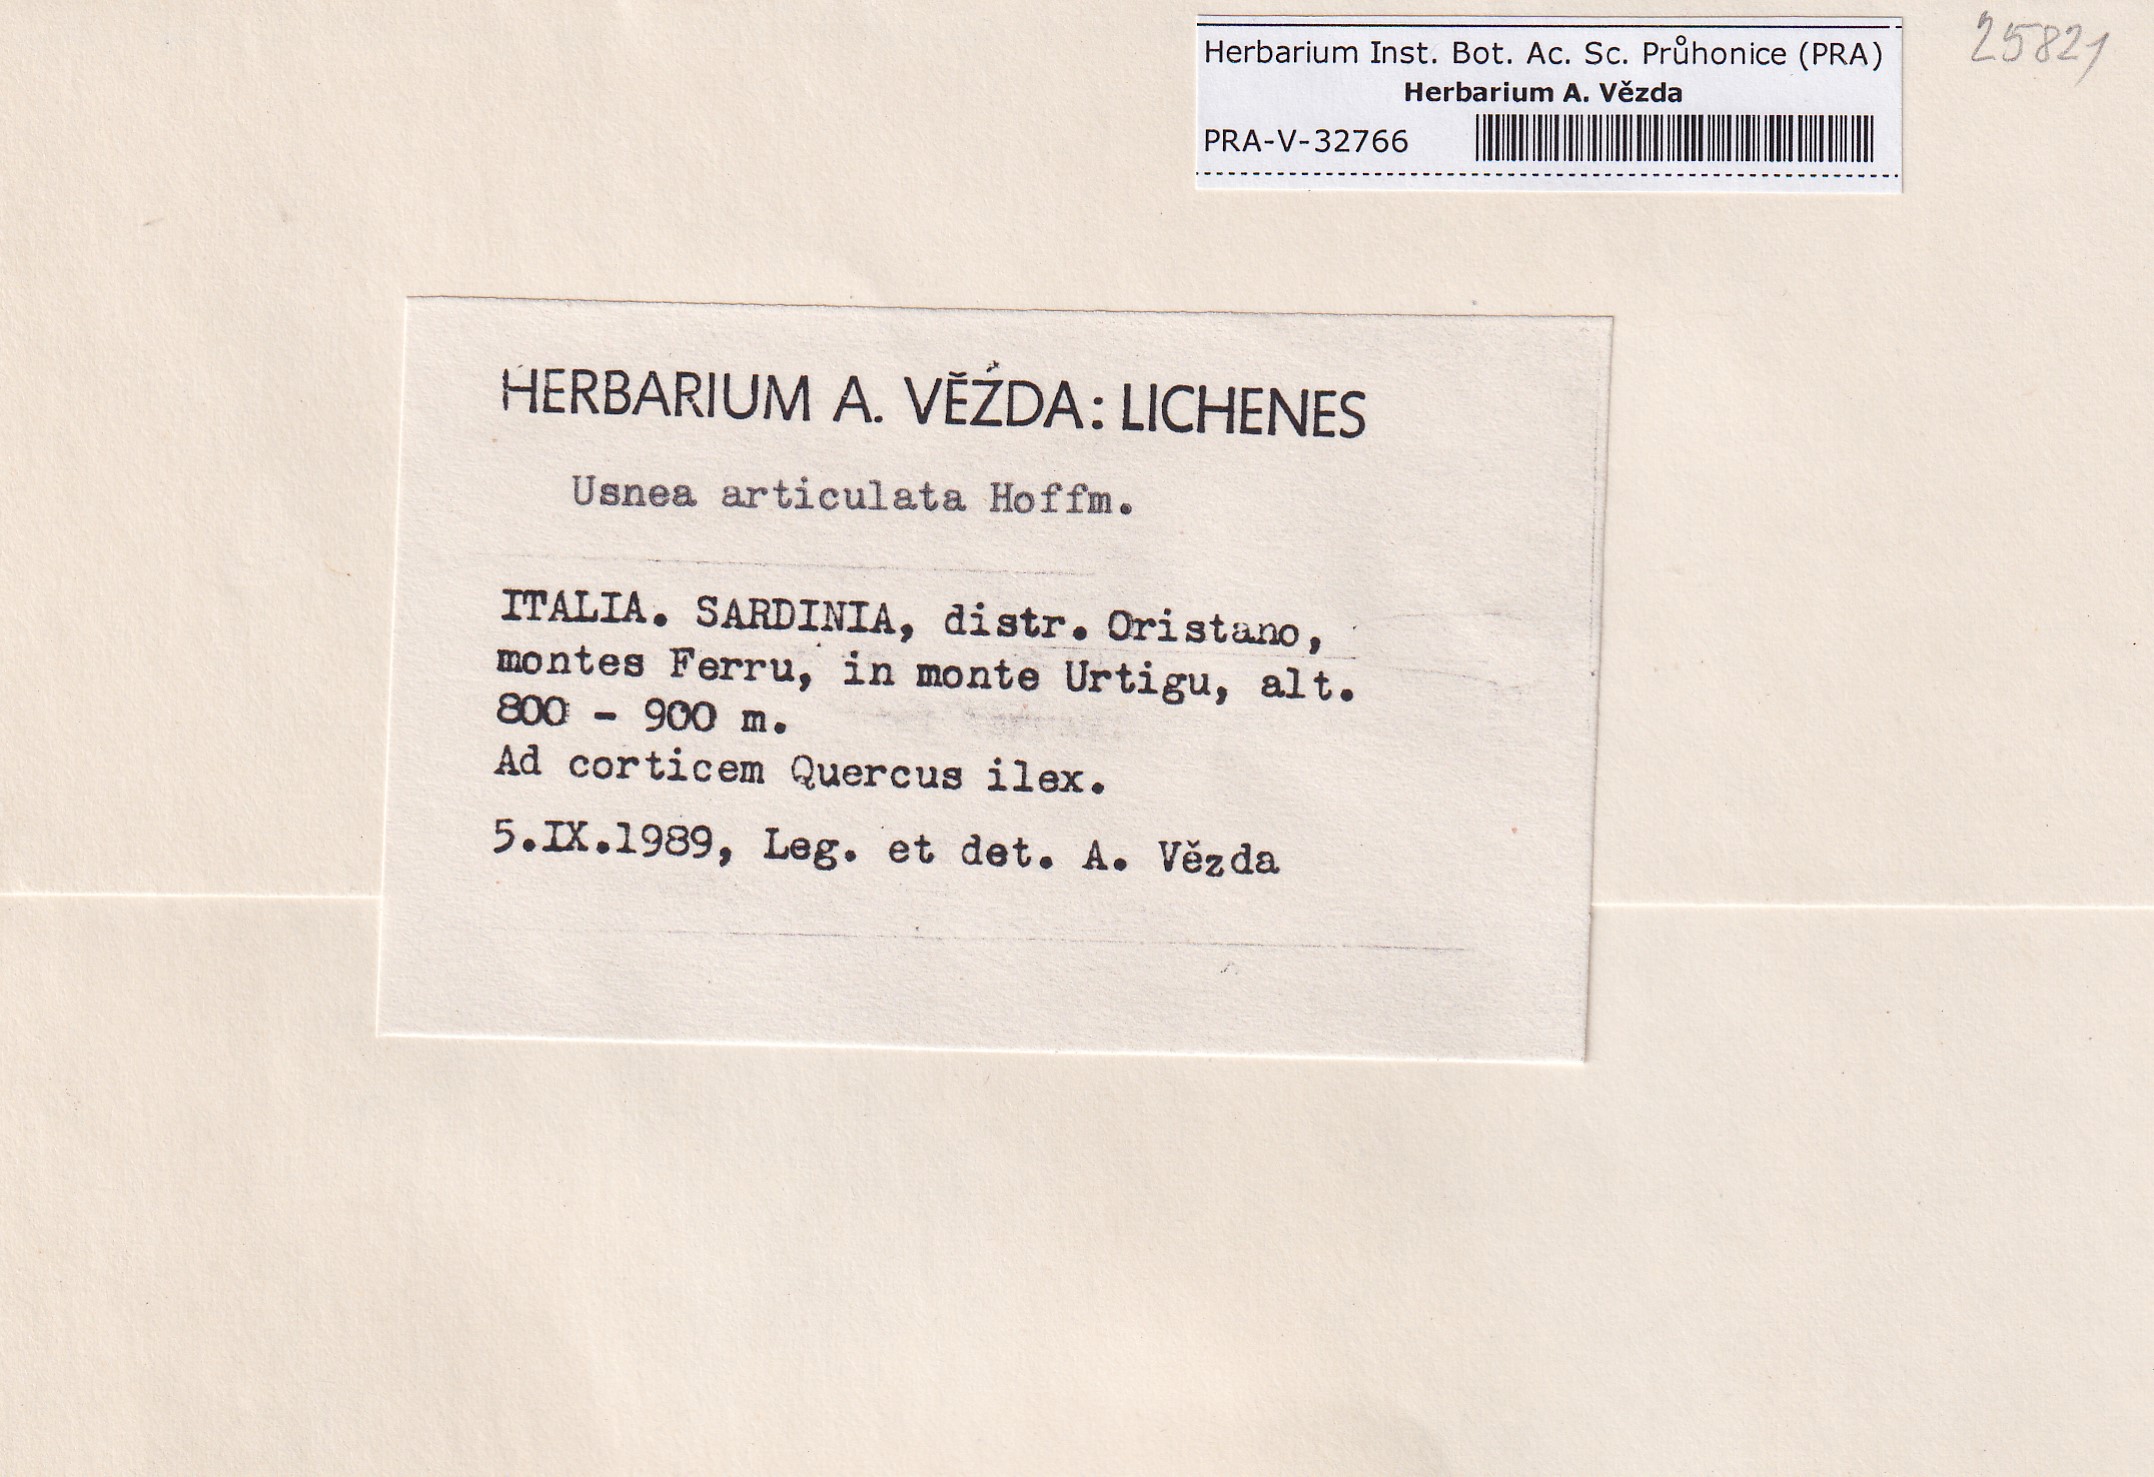 Herbarium Inst. Bot. Ac. Sc. Průhonice (PRA)
Herbarium A. Vězda
PRA-V-32766
25821
HERBARIUM A. VĚŹDA: LICHENES
Usnea articulata Hoffm.
ITALIA. SARDINIA, distr. Oristano,
montes Ferru, in monte Urtigu, alt.
800 - 900 m.
Ad corticem Quercus ilex.
5.IX.1989, Leg. et det. A. Vězda